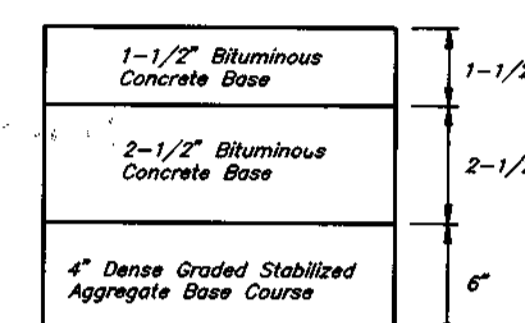 1-1/2" Bituminous
Concrete Base
1-1/2
2-1/2" Bituminous
Concrete Base
2-1/2
4" Dense Graded Stabilized
Aggregate Base Course
6"